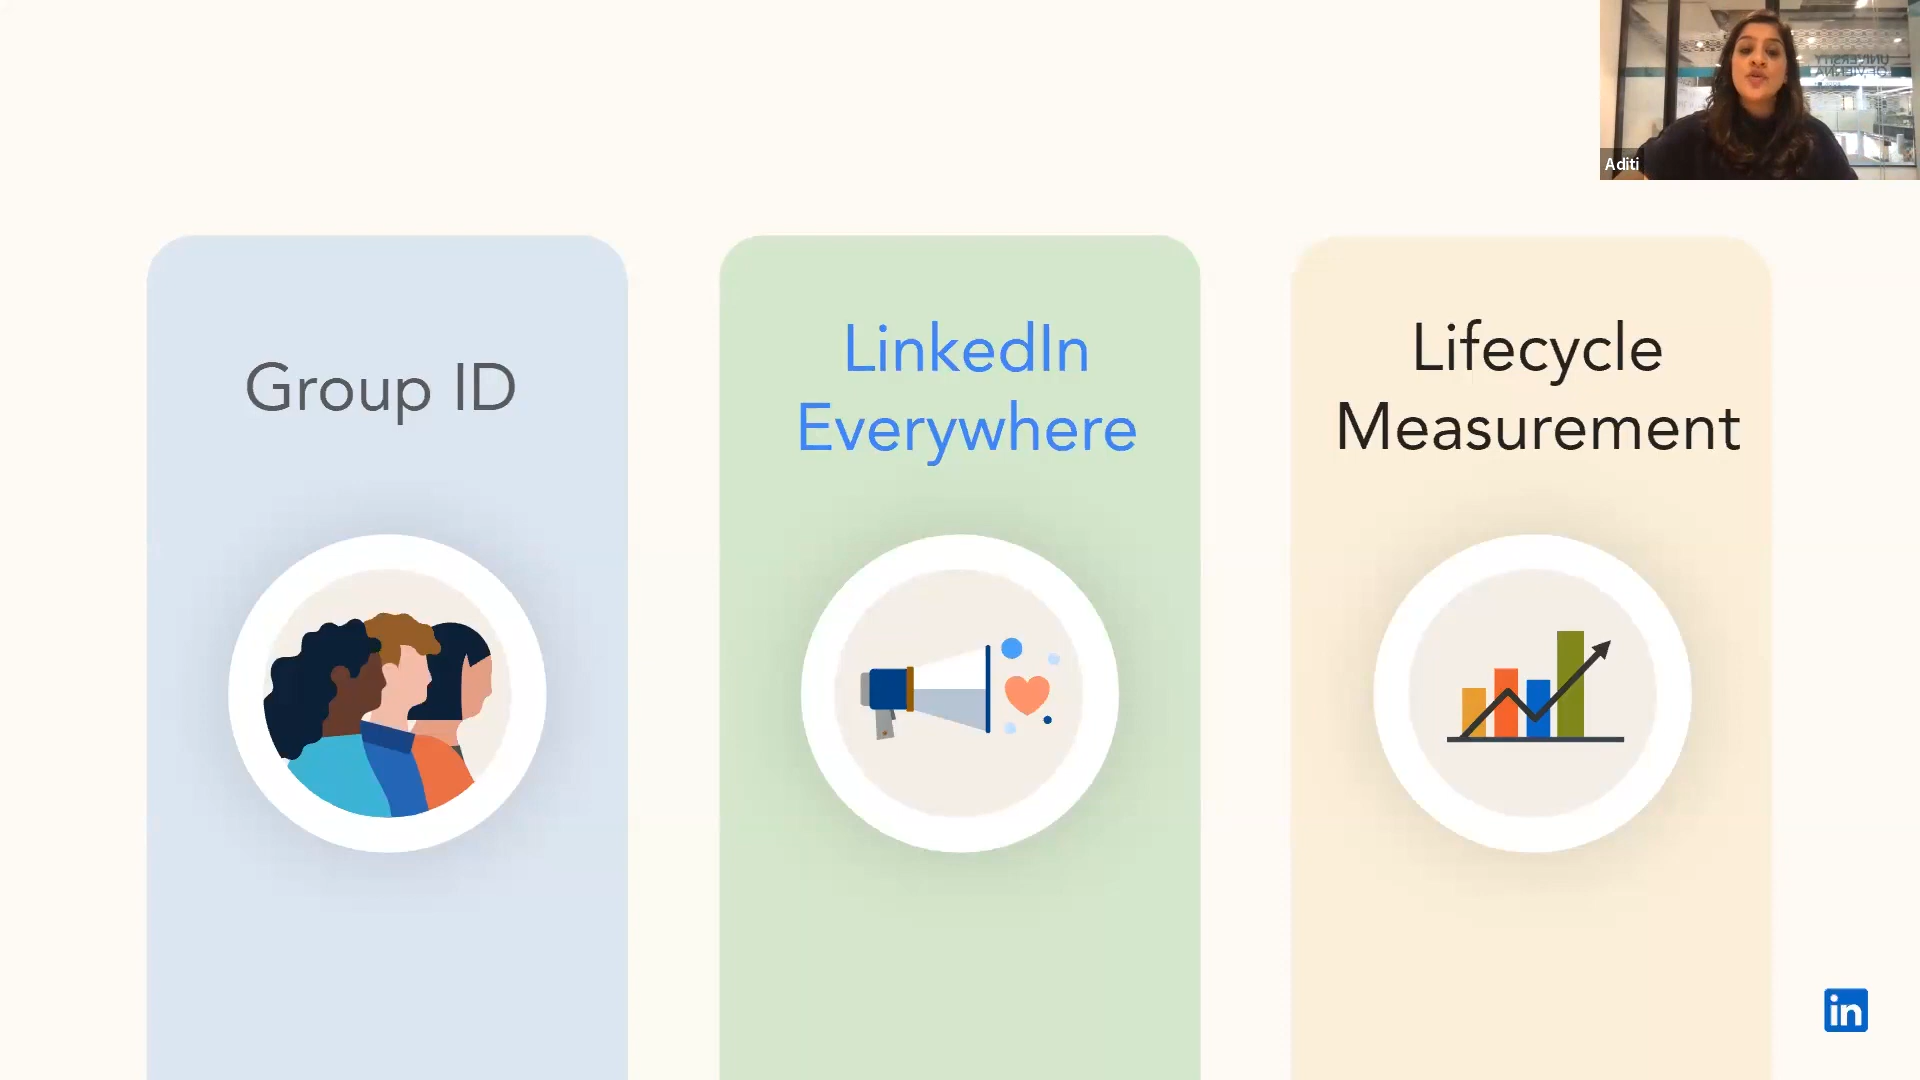 Aditi
Group ID
LinkedIn
Everywhere
Lifecycle
Measurement
in